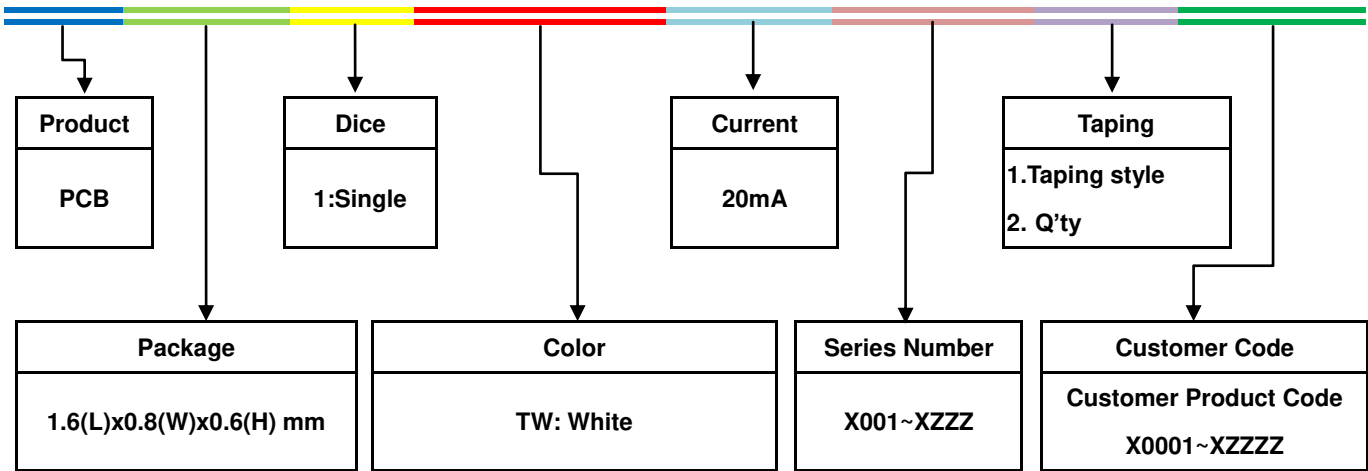 Product
PCB
Dice
1:Single
Current
20mA
Taping
1.Taping style
2. Q’ty
Package
1.6(L)x0.8(W)x0.6(H) mm
Color
TW: White
Series Number
X001~XZZZ
Customer Code
Customer Product Code
X0001~XZZZZ